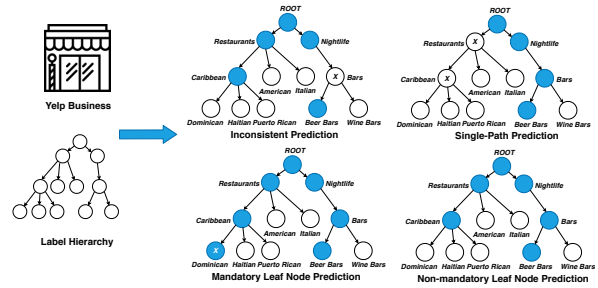 Yelp Business
Label Hierarchy
ROOT
Restaurants
Nightlife
Caribbean
X
Bars
American
Italian
Dominican
Haitian
Puerto Rican
Beer Bars
Wine Bars
Inconsistent Prediction
ROOT
Restaurants
X
Nightlife
Caribbean
X
Bars
American
Italian
Dominican
Haitian
Puerto Rican
Beer Bars
Wine Bars
Single-Path Prediction
ROOT
Restaurants
Nightlife
Caribbean
Bars
American
Italian
X
Dominican
Haitian
Puerto Rican
Beer Bars
Wine Bars
Mandatory Leaf Node Prediction
ROOT
Restaurants
Nightlife
Caribbean
Bars
American
Italian
Dominican
Haitian
Puerto Rican
Beer Bars
Wine Bars
Non-mandatory Leaf Node Prediction